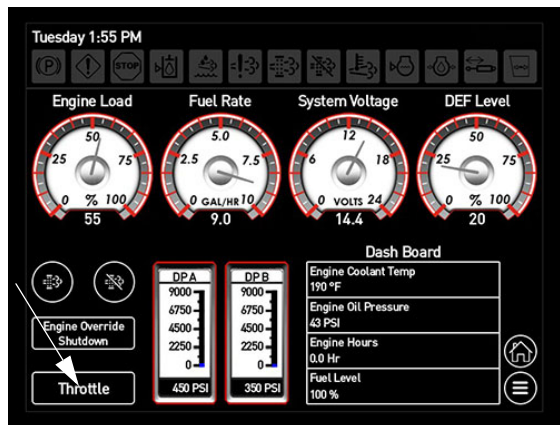 Tuesday 1:55 PM
(P) STOP
Engine Load Fuel Rate System Voltage DEF Level
50 5.0 12 50
25 75 2.5 7.5 6 18 25 75
0 % 100 0 GAL/HR 10 0 VOLTS 24 0 % 100
55 9.0 14.4 20
Dash Board
DP A DP B
9000 9000
6750 6750
4500 4500
2250 2250
0 0
450 PSI 350 PSI
Engine Coolant Temp
190 °F
Engine Oil Pressure
43 PSI
Engine Hours
0.0 Hr
Fuel Level
100 %
Engine Override
Shutdown
Throttle